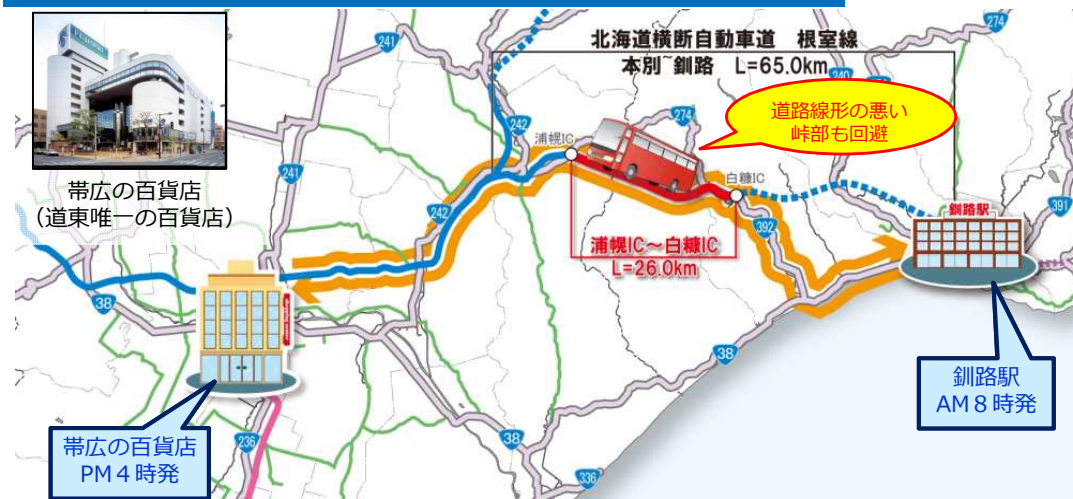 北海道横断自動車道 根室線
本別~釧路 L=65.0km
道路線形の悪い
峠部も回避
帯広の百貨店
（道東唯一の百貨店）
浦幌IC
白糠IC
浦幌IC～白糠IC
L=26.0km
釧路駅
釧路駅
AM８時発
帯広の百貨店
PM４時発
241
241
242
242
274
274
240
391
392
38
38
38
236
336